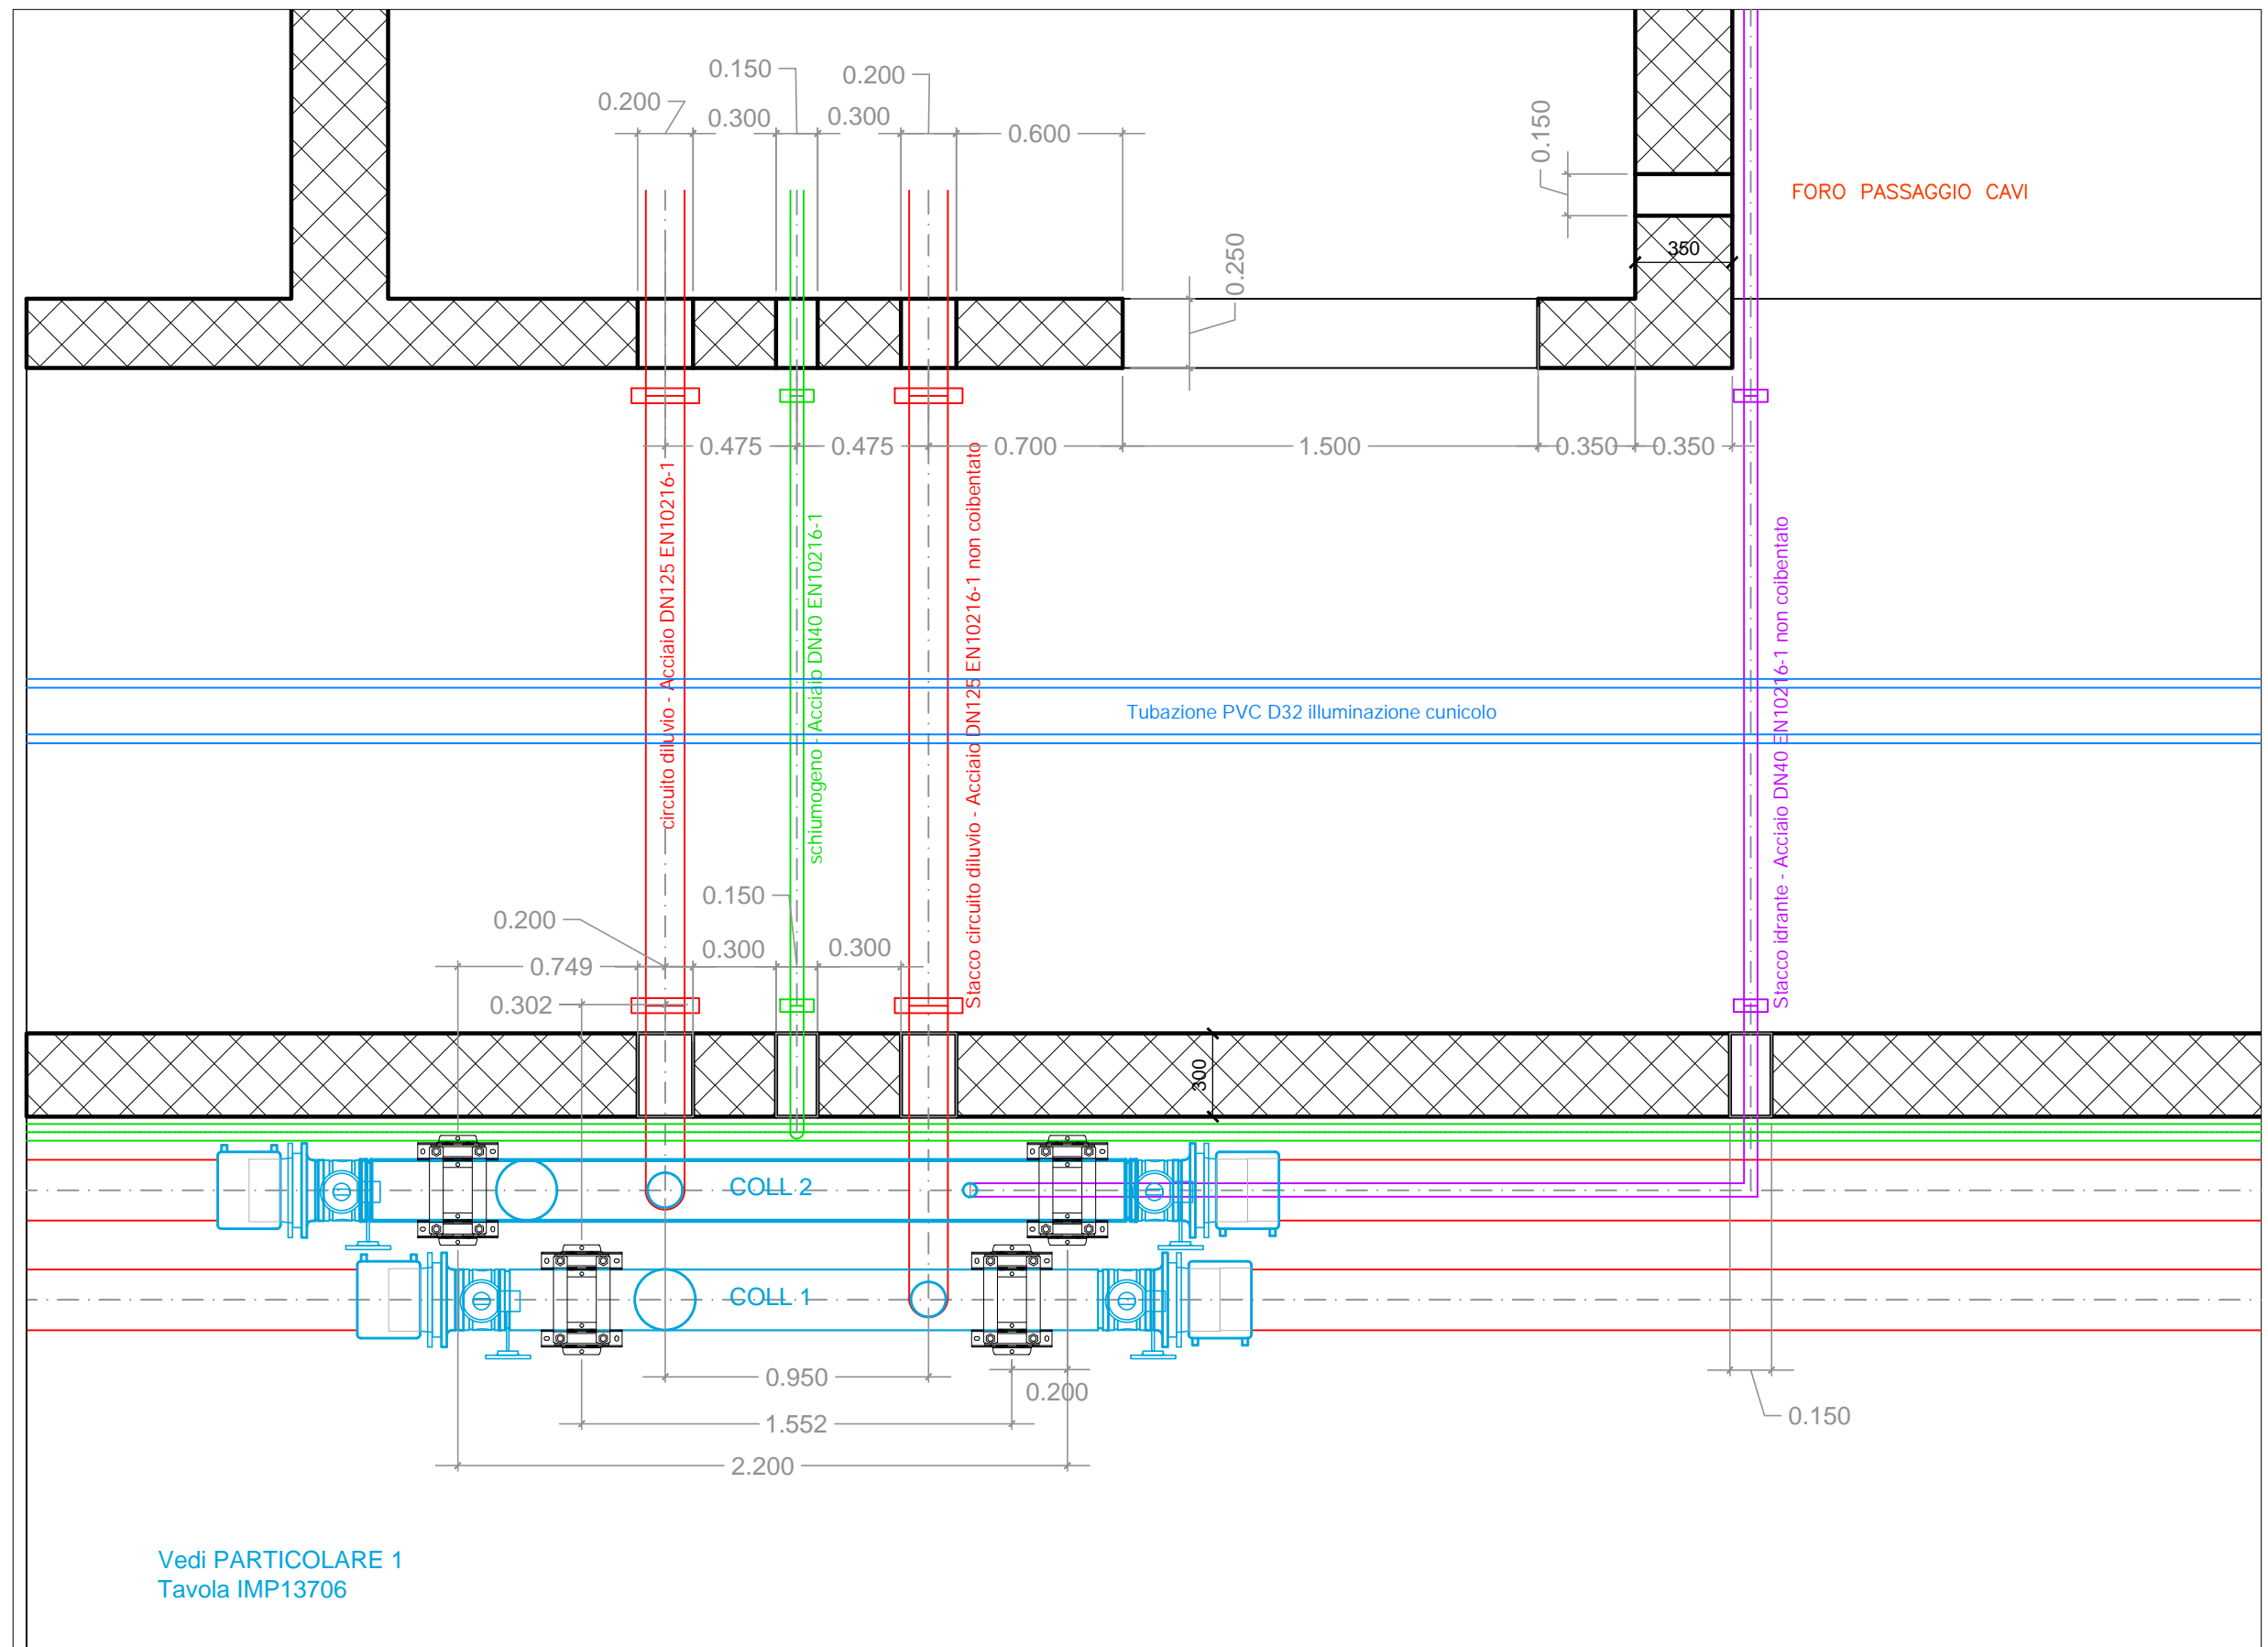 0.150
0.200
0.200
0.300
0.300
0.600
0.150
FORO PASSAGGIO CAVI
350
0.250
0.475
0.475
0.700
1.500
0.350
0.350
circuito diluvio - Acciaio DN125 EN10216-1
schiumogeno - Acciaio DN40 EN10216-1
Stacco circuito diluvio - Acciaio DN125 EN10216-1 non coibentato
Stacco idrante - Acciaio DN40 EN10216-1 non coibentato
Tubazione PVC D32 illuminazione cunicolo
0.150
0.200
0.300
0.300
0.749
0.302
300
COLL 2
COLL 1
0.950
0.200
1.552
0.150
2.200
Vedi PARTICOLARE 1
Tavola IMP13706